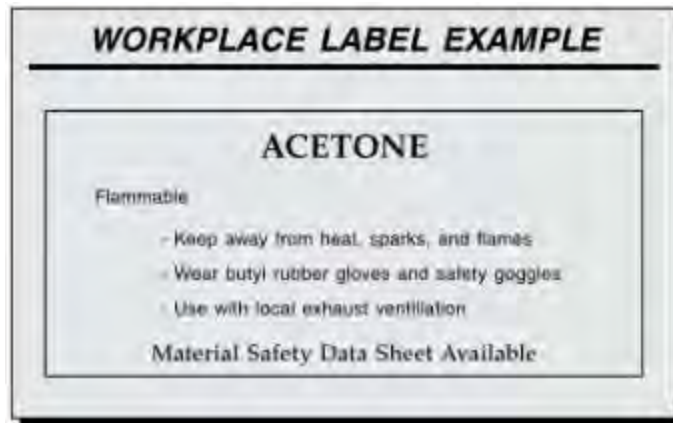 WORKPLACE LABEL EXAMPLE
ACETONE
Flammable
- Keep away from heat, sparks, and flames
- Wear butyl rubber gloves and safety goggles
- Use with local exhaust ventillation
Material Safety Data Sheet Available